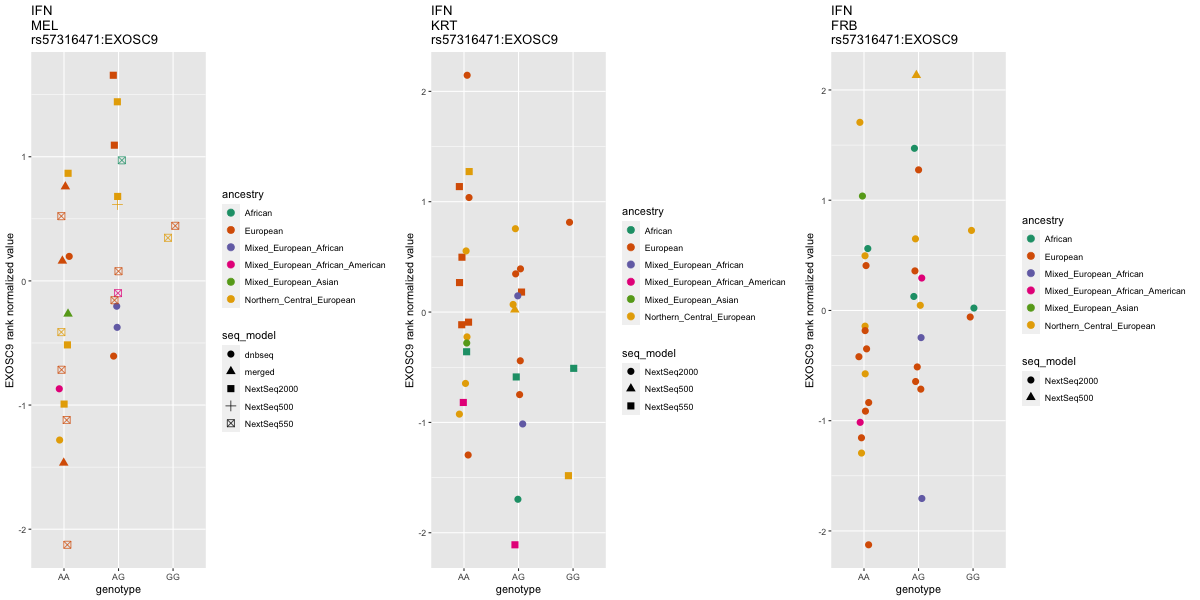 IFN
MEL
rs57316471:EXOSC9
EXOSC9 rank normalized value
1
0
-1
-2
AA
AG
GG
genotype
ancestry
African
European
Mixed_European_African
Mixed_European_African_American
Mixed_European_Asian
Northern_Central_European
seq_model
dnbseq
merged
NextSeq2000
NextSeq500
NextSeq550
IFN
KRT
rs57316471:EXOSC9
EXOSC9 rank normalized value
2
1
0
-1
-2
AA
AG
GG
genotype
ancestry
African
European
Mixed_European_African
Mixed_European_African_American
Mixed_European_Asian
Northern_Central_European
seq_model
NextSeq2000
NextSeq500
NextSeq550
IFN
FRB
rs57316471:EXOSC9
EXOSC9 rank normalized value
2
1
0
-1
-2
AA
AG
GG
genotype
ancestry
African
European
Mixed_European_African
Mixed_European_African_American
Mixed_European_Asian
Northern_Central_European
seq_model
NextSeq2000
NextSeq500